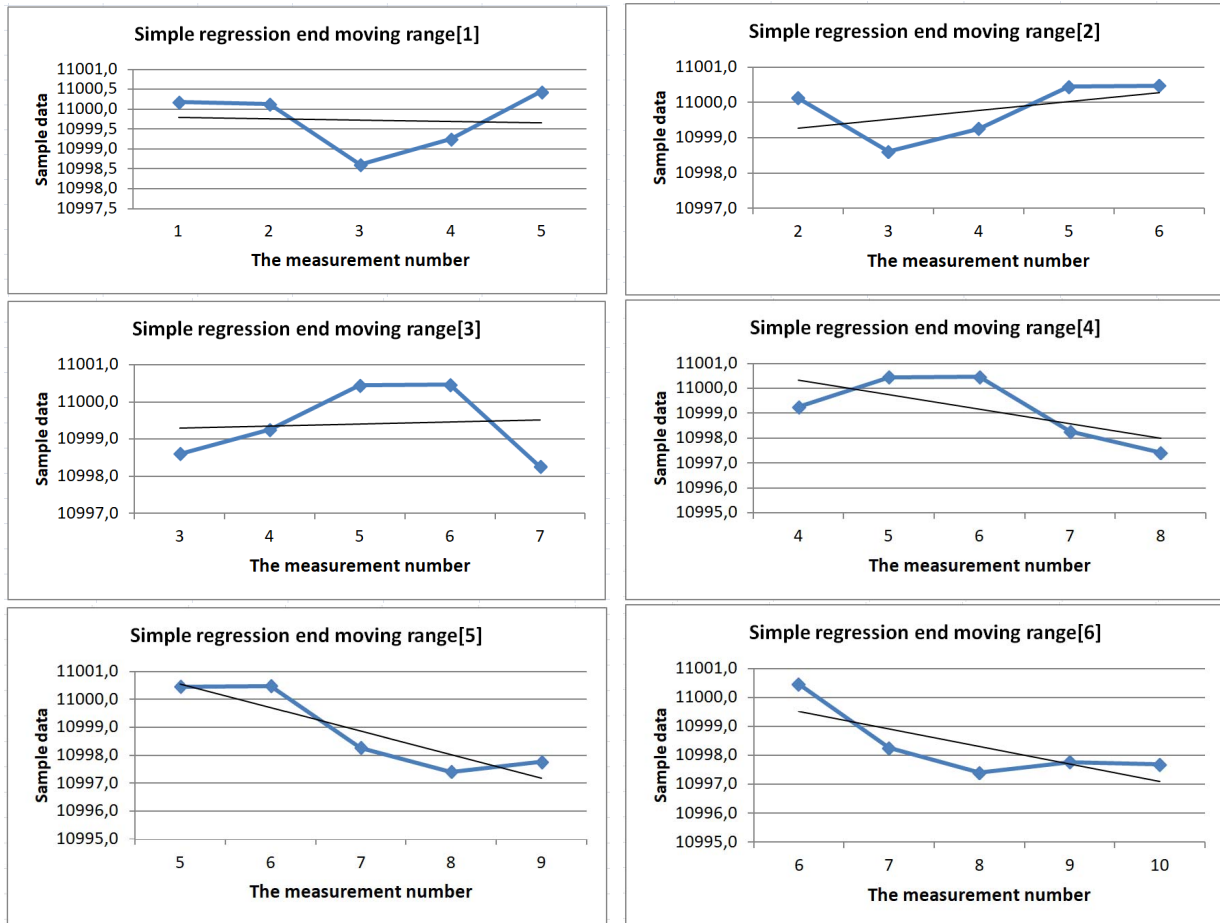 Simple regression end moving range[1]
11001,0
11000,5
11000,0
10999,5
10999,0
10998,5
10998,0
10997,5
Sample data
1 2 3 4 5
The measurement number
Simple regression end moving range[2]
11001,0
11000,0
10999,0
10998,0
10997,0
Sample data
2 3 4 5 6
The measurement number
Simple regression end moving range[3]
11001,0
11000,0
10999,0
10998,0
10997,0
Sample data
3 4 5 6 7
The measurement number
Simple regression end moving range[4]
11001,0
11000,0
10999,0
10998,0
10997,0
10996,0
10995,0
Sample data
4 5 6 7 8
The measurement number
Simple regression end moving range[5]
11001,0
11000,0
10999,0
10998,0
10997,0
10996,0
10995,0
Sample data
5 6 7 8 9
The measurement number
Simple regression end moving range[6]
11001,0
11000,0
10999,0
10998,0
10997,0
10996,0
10995,0
Sample data
6 7 8 9 10
The measurement number